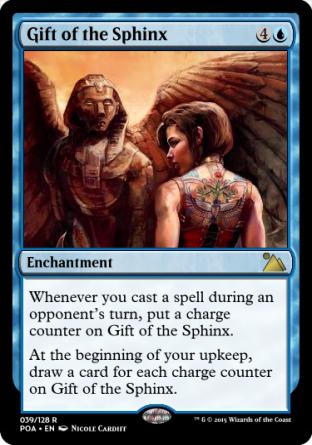 Gift of the Sphinx 4
Enchantment
Whenever you cast a spell during an
opponent's turn, put a charge
counter on Gift of the Sphinx.
At the beginning of your upkeep,
draw a card for each charge counter
on Gift of the Sphinx.
039/128 R
POA • EN Nicole Cardiff
™ & © 2015 Wizards of the Coast